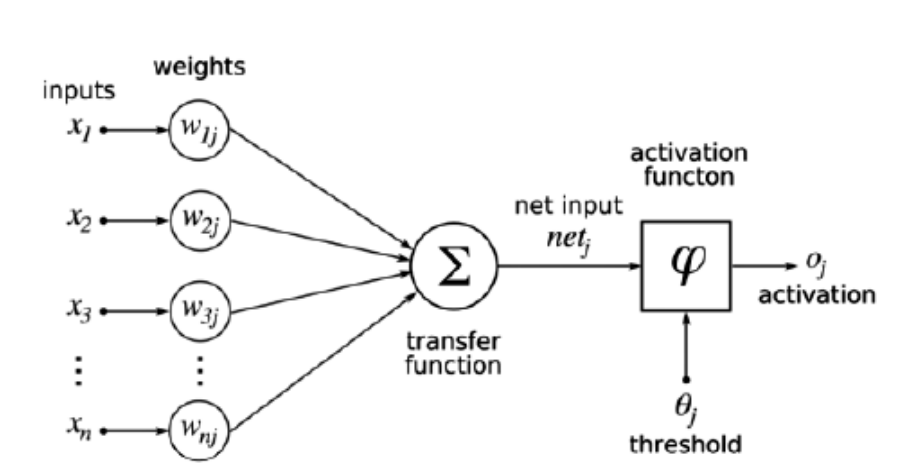 weights
inputs
x1 w1j
x2 w2j
x3 w3j
⋮ ⋮
xn wnj
Σ
transfer
function
net input
netj
activation
functon
φ
oj
activation
θj
threshold